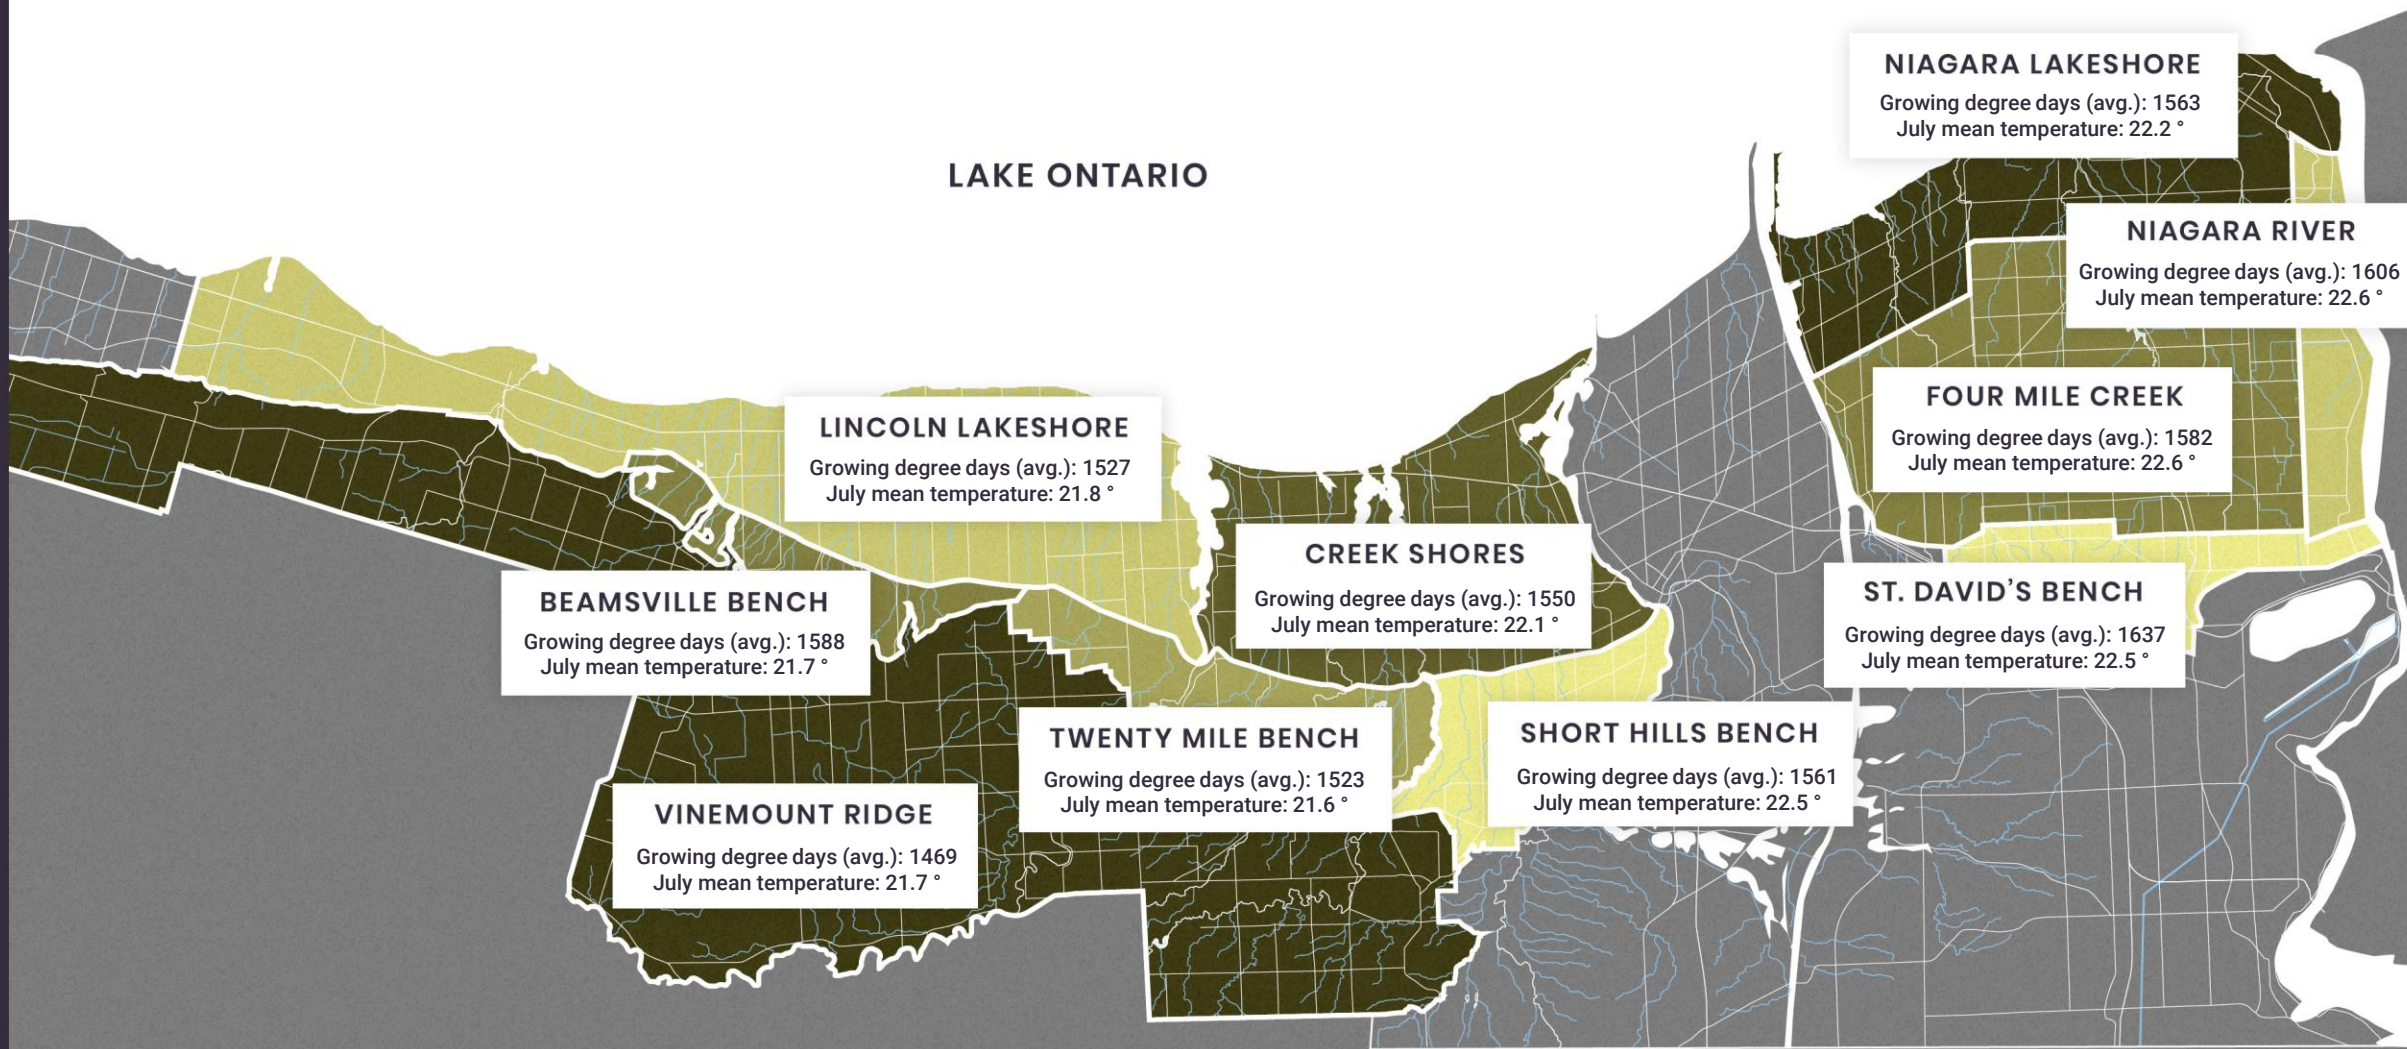 NIAGARA LAKESHORE
Growing degree days (avg.): 1563
July mean temperature: 22.2 °
LAKE ONTARIO
NIAGARA RIVER
Growing degree days (avg.): 1606
July mean temperature: 22.6 °
FOUR MILE CREEK
Growing degree days (avg.): 1582
July mean temperature: 22.6 °
LINCOLN LAKESHORE
Growing degree days (avg.): 1527
July mean temperature: 21.8 °
CREEK SHORES
Growing degree days (avg.): 1550
July mean temperature: 22.1 °
BEAMSVILLE BENCH
Growing degree days (avg.): 1588
July mean temperature: 21.7 °
ST. DAVID'S BENCH
Growing degree days (avg.): 1637
July mean temperature: 22.5 °
TWENTY MILE BENCH
Growing degree days (avg.): 1523
July mean temperature: 21.6 °
SHORT HILLS BENCH
Growing degree days (avg.): 1561
July mean temperature: 22.5 °
VINEMOUNT RIDGE
Growing degree days (avg.): 1469
July mean temperature: 21.7 °